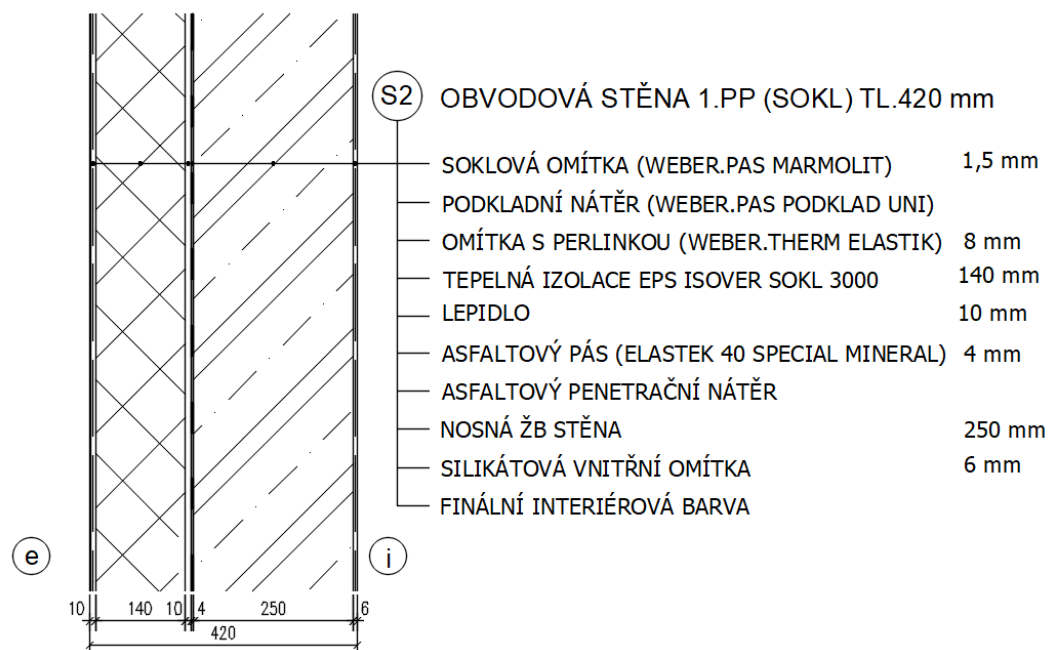 S2 OBVODOVÁ STĚNA 1.PP (SOKL) TL.420 mm
SOKLOVÁ OMÍTKA (WEBER.PAS MARMOLIT) 1,5 mm
PODKLADNÍ NÁTĚR (WEBER.PAS PODKLAD UNI)
OMÍTKA S PERLINKOU (WEBER.THERM ELASTIK) 8 mm
TEPELNÁ IZOLACE EPS ISOVER SOKL 3000 140 mm
LEPIDLO 10 mm
ASFALTOVÝ PÁS (ELASTEK 40 SPECIAL MINERAL) 4 mm
ASFALTOVÝ PENETRAČNÍ NÁTĚR
NOSNÁ ŽB STĚNA 250 mm
SILIKÁTOVÁ VNITŘNÍ OMÍTKA 6 mm
FINÁLNÍ INTERIÉROVÁ BARVA
e i
10 140 10 4 250 6
420